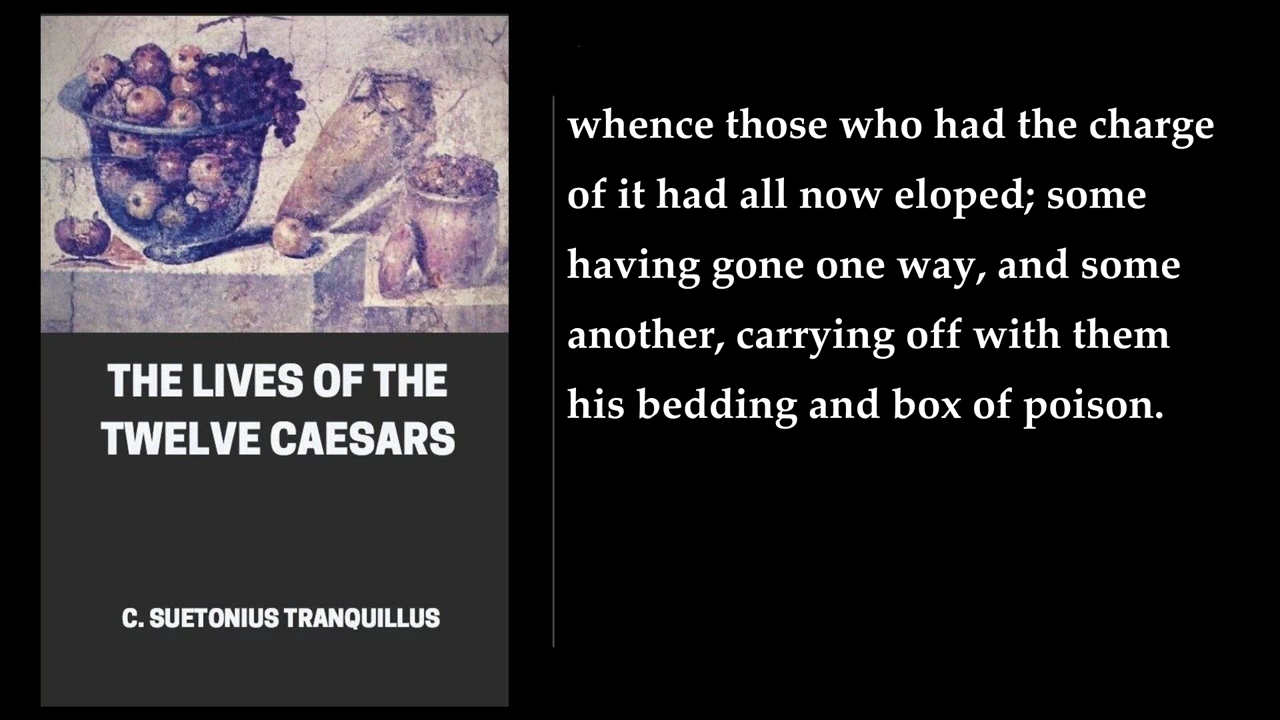 THE LIVES OF THE
TWELVE CAESARS
C. SUETONIUS TRANQUILLUS
whence those who had the charge
of it had all now eloped; some
having gone one way, and some
another, carrying off with them
his bedding and box of poison.